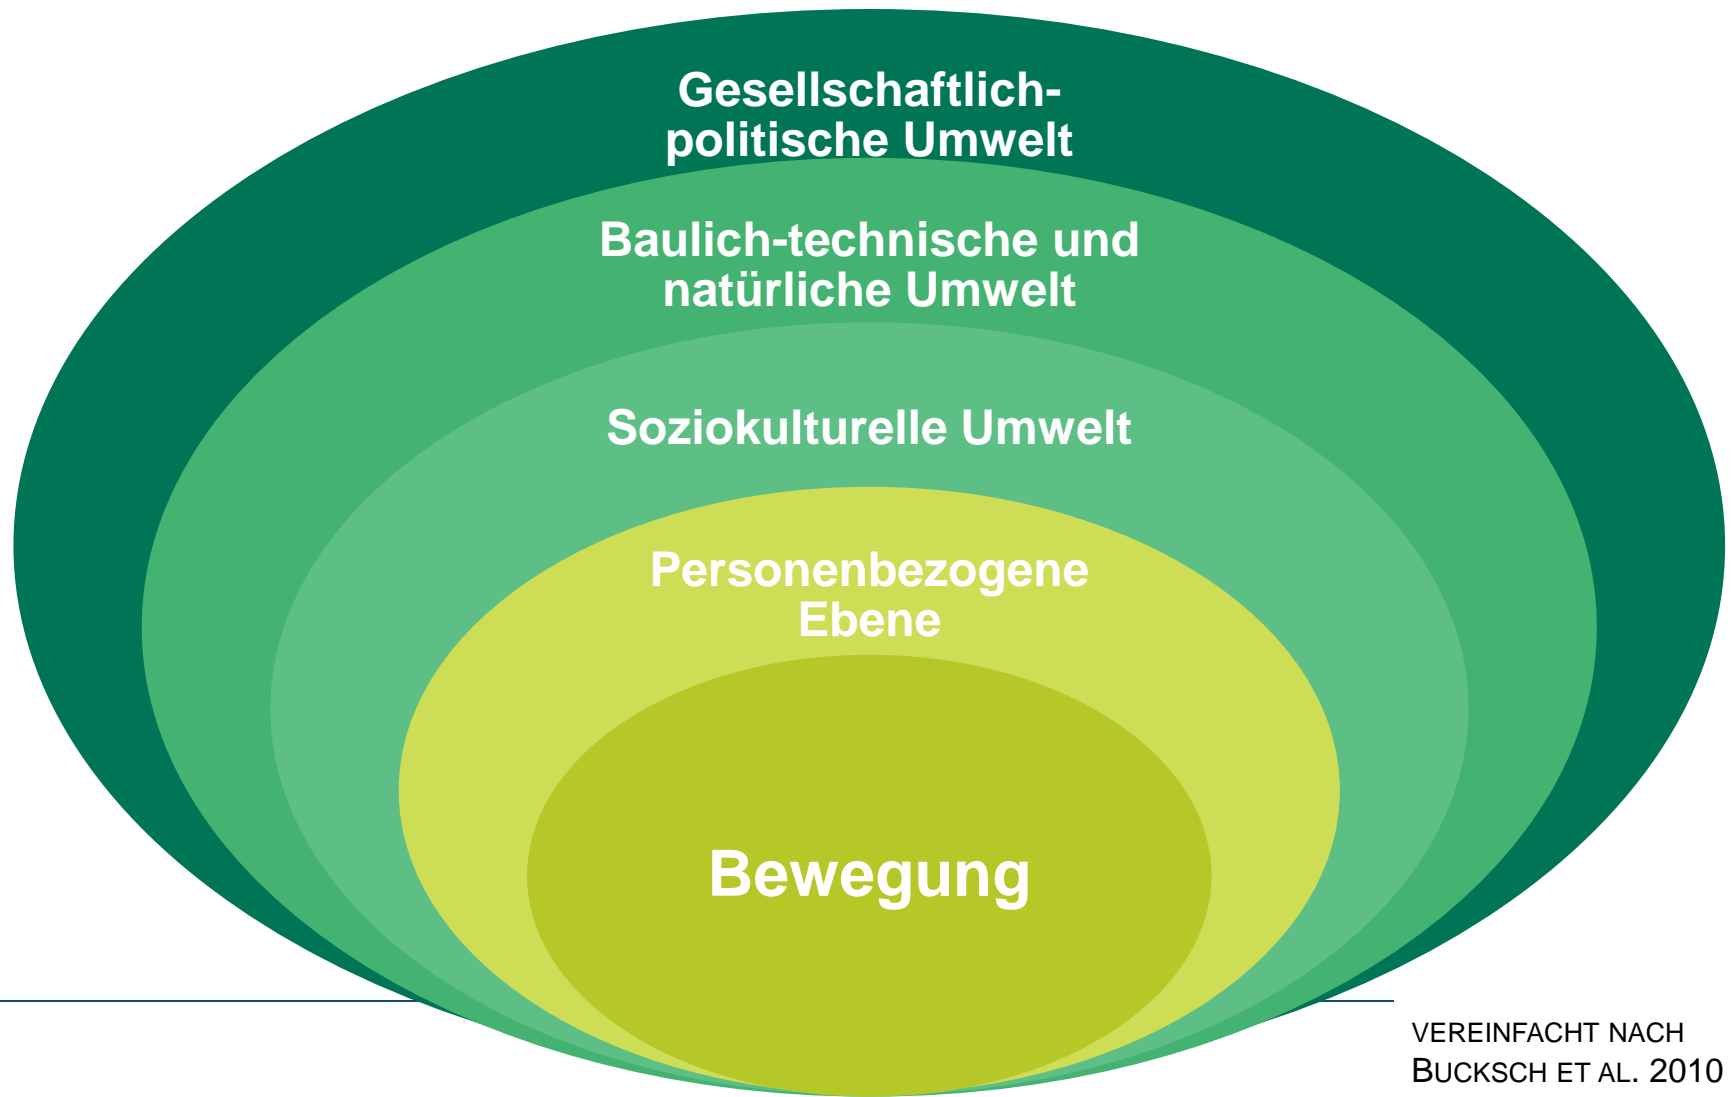 Gesellschaftlich-
politische Umwelt
Baulich-technische und
natürliche Umwelt
Soziokulturelle Umwelt
Personenbezogene
Ebene
Bewegung
VEREINFACHT NACH
BUCKSCH ET AL. 2010